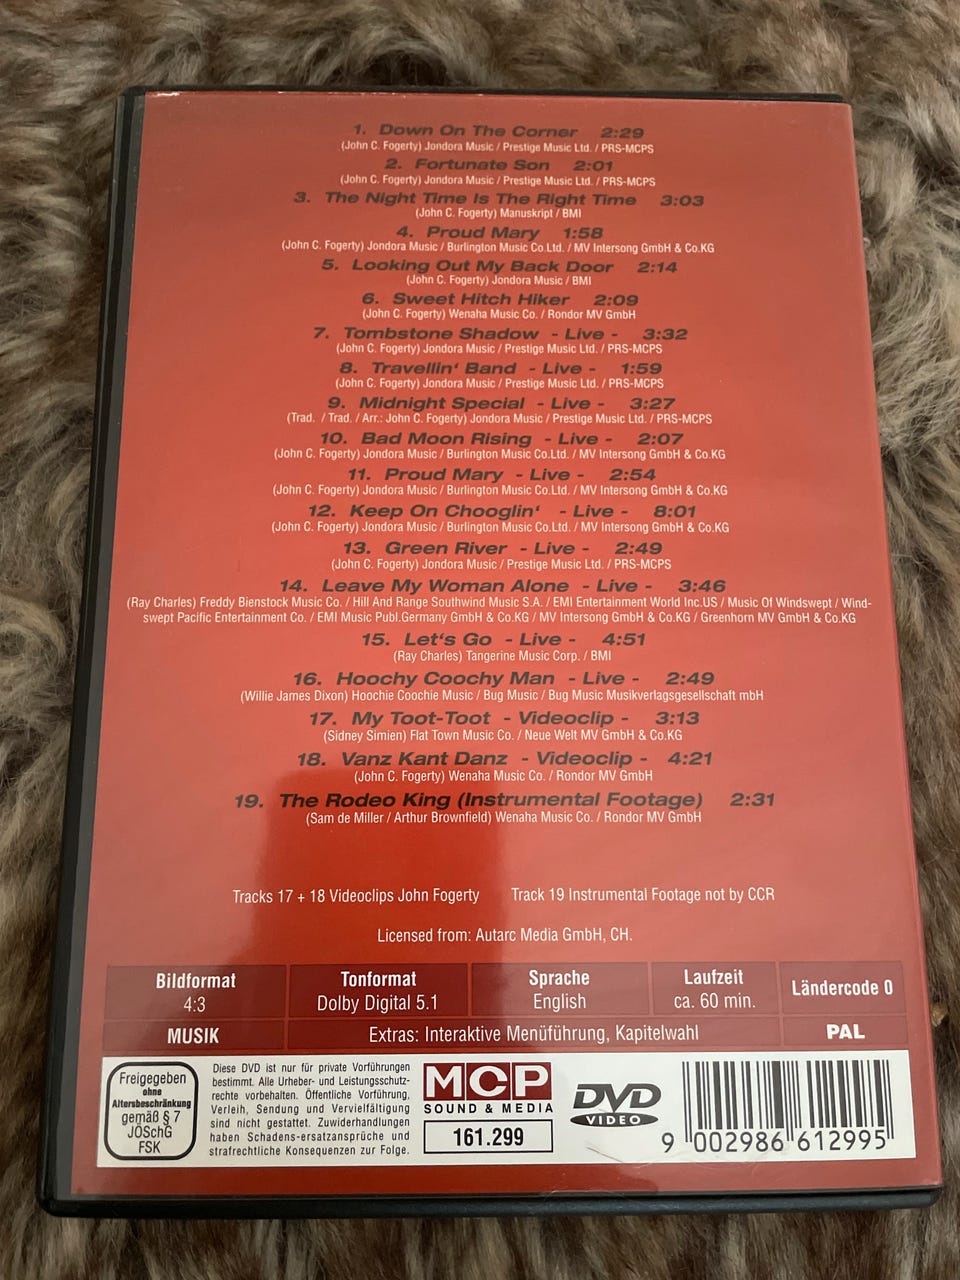 1. Down On The Corner 2:29
(John C. Fogerty) Jondora Music / Prestige Music Ltd. / PRS-MCPS
2. Fortunate Son 2:01
(John C. Fogerty) Jondora Music / Prestige Music Ltd. / PRS-MCPS
3. The Night Time Is The Right Time 3:03
(John C. Fogerty) Manuskript / BMI
4. Proud Mary 1:58
(John C. Fogerty) Jondora Music / Burlington Music Co.Ltd. / MV Intersong GmbH & Co.KG
5. Looking Out My Back Door 2:14
(John C. Fogerty) Jondora Music / BMI
6. Sweet Hitch Hiker 2:09
(John C. Fogerty) Wenaha Music Co. / Rondor MV GmbH
7. Tombstone Shadow - Live - 3:32
(John C. Fogerty) Jondora Music / Prestige Music Ltd. / PRS-MCPS
8. Travellin' Band - Live - 1:59
(John C. Fogerty) Jondora Music / Prestige Music Ltd. / PRS-MCPS
9. Midnight Special - Live - 3:27
(Trad. / Trad. / Arr.: John C. Fogerty) Jondora Music / Prestige Music Ltd. / PRS-MCPS
10. Bad Moon Rising - Live - 2:07
(John C. Fogerty) Jondora Music / Burlington Music Co.Ltd. / MV Intersong GmbH & Co.KG
11. Proud Mary - Live - 2:54
(John C. Fogerty) Jondora Music / Burlington Music Co.Ltd. / MV Intersong GmbH & Co.KG
12. Keep On Chooglin' - Live - 8:01
(John C. Fogerty) Jondora Music / Burlington Music Co.Ltd. / MV Intersong GmbH & Co.KG
13. Green River - Live - 2:49
(John C. Fogerty) Jondora Music / Prestige Music Ltd. / PRS-MCPS
14. Leave My Woman Alone - Live - 3:46
(Ray Charles) Freddy Bienstock Music Co. / Hill And Range Southwind Music S.A. / EMI Entertainment World Inc.US / Music Of Windswept / Wind-
swept Pacific Entertainment Co. / EMI Music Publ.Germany GmbH & Co.KG / MV Intersong GmbH & Co.KG / Greenhorn MV GmbH & Co.KG
15. Let's Go - Live - 4:51
(Ray Charles) Tangerine Music Corp. / BMI
16. Hoochy Coochy Man - Live - 2:49
(Willie James Dixon) Hoochie Coochie Music / Bug Music / Bug Music Musikverlagsgesellschaft mbH
17. My Toot-Toot - Videoclip - 3:13
(Sidney Simien) Flat Town Music Co. / Neue Welt MV GmbH & Co.KG
18. Vanz Kant Danz - Videoclip - 4:21
(John C. Fogerty) Wenaha Music Co. / Rondor MV GmbH
19. The Rodeo King (Instrumental Footage) 2:31
(Sam de Miller / Arthur Brownfield) Wenaha Music Co. / Rondor MV GmbH
Tracks 17 + 18 Videoclips John Fogerty Track 19 Instrumental Footage not by CCR
Licensed from: Autarc Media GmbH, CH.
Bildformat
4:3
Tonformat
Dolby Digital 5.1
Sprache
English
Laufzeit
ca. 60 min.
Ländercode 0
MUSIK
Extras: Interaktive Menüführung, Kapitelwahl
PAL
Freigegeben
ohne
Altersbeschränkung
gemäß § 7
JÖSchG
FSK
Diese DVD ist nur für private Vorführungen
bestimmt. Alle Urheber- und Leistungsschutz-
rechte vorbehalten. Öffentliche Vorführung,
Verleih, Sendung und Vervielfältigung
sind nicht gestattet. Zuwiderhandlungen
haben Schadens-ersatzansprüche und
strafrechtliche Konsequenzen zur Folge.
MCP
SOUND & MEDIA
161.299
DVD
VIDEO
9 002986 612995